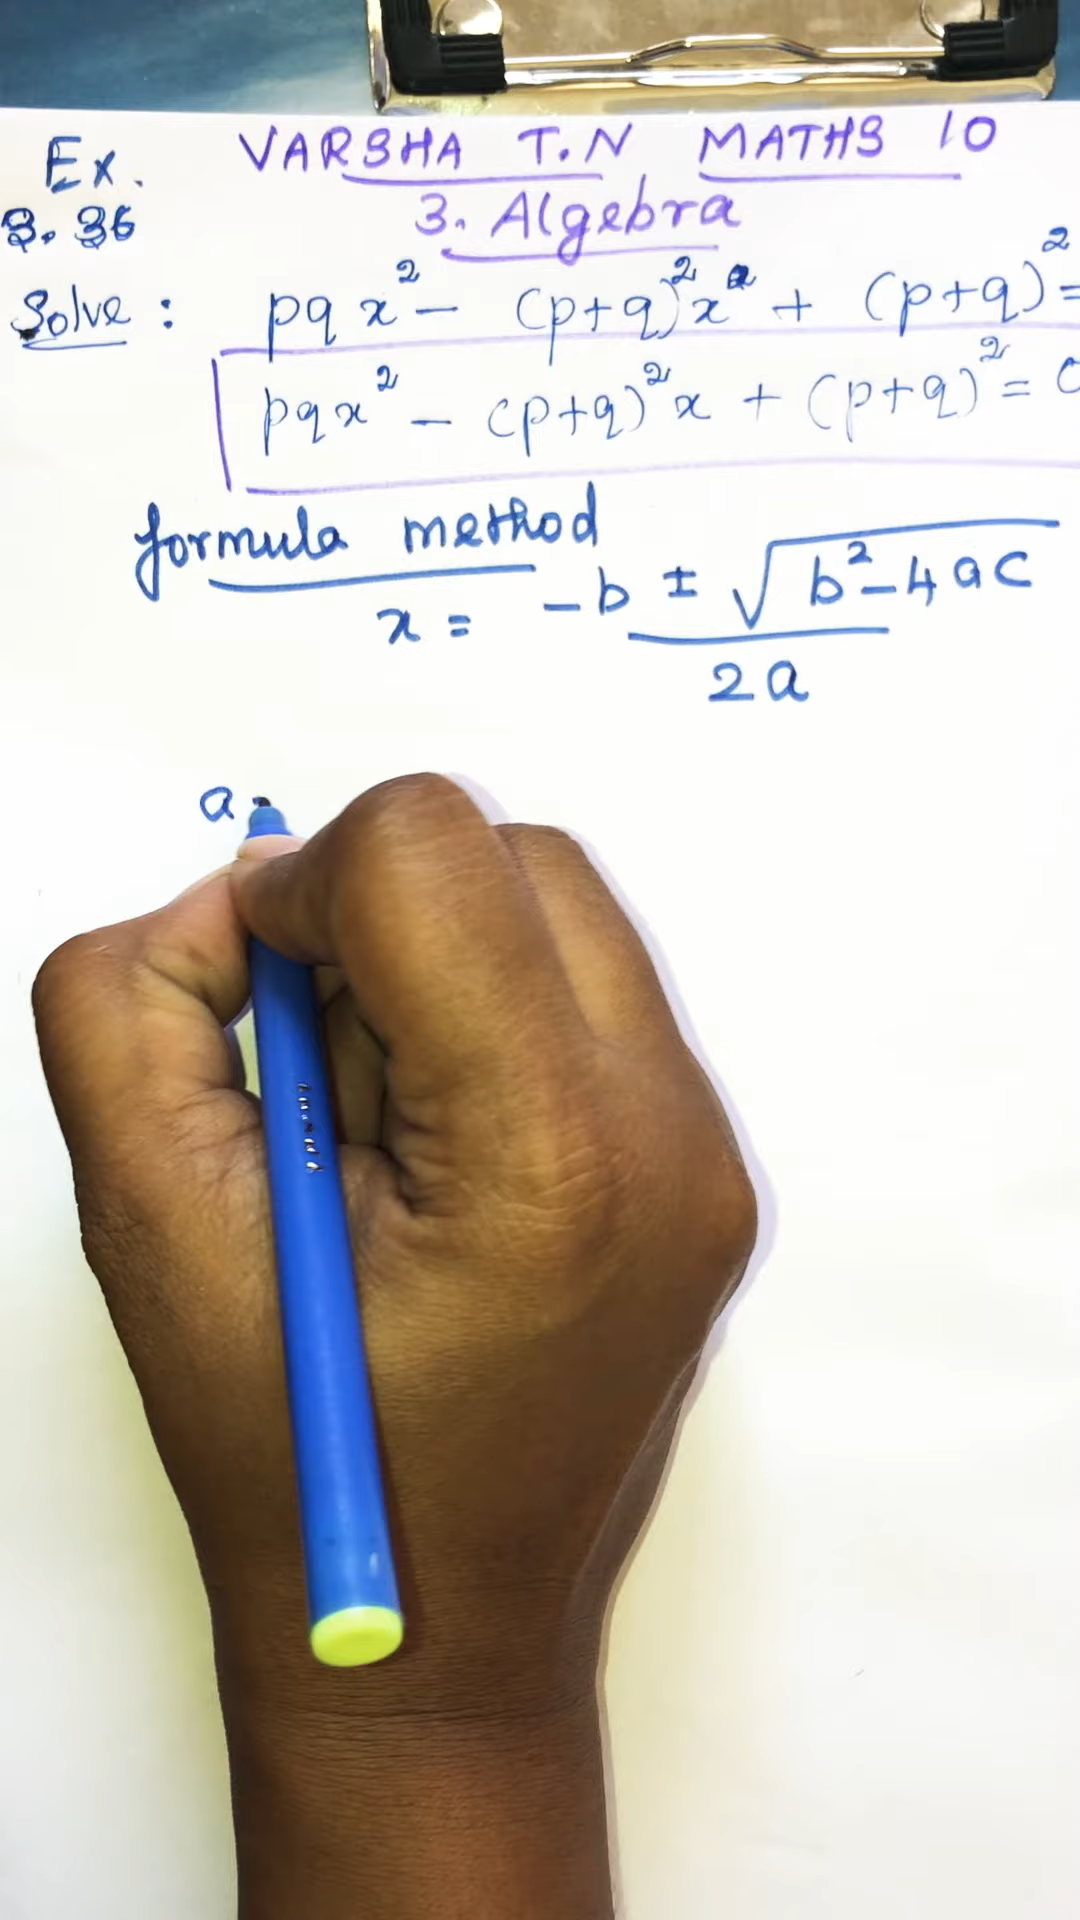 Ex. VARSHA T.N MATHS 10
3.36 3. Algebra
Solve : pqx² - (p+q)²x + (p+q)² =
pqx² - (p+q)²x + (p+q)² = 0
formula method
x = -b ± √b²-4ac
2a
a